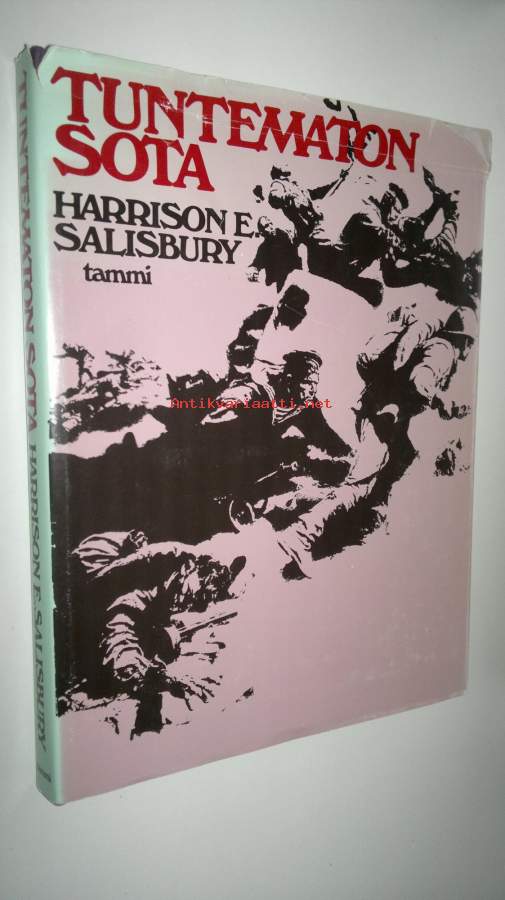 TUNTEMATON
SOTA
HARRISON E.
SALISBURY
tammi
Antikvariaatti.net
TUNTEMATON SOTA HARRISON E. SALISBURY